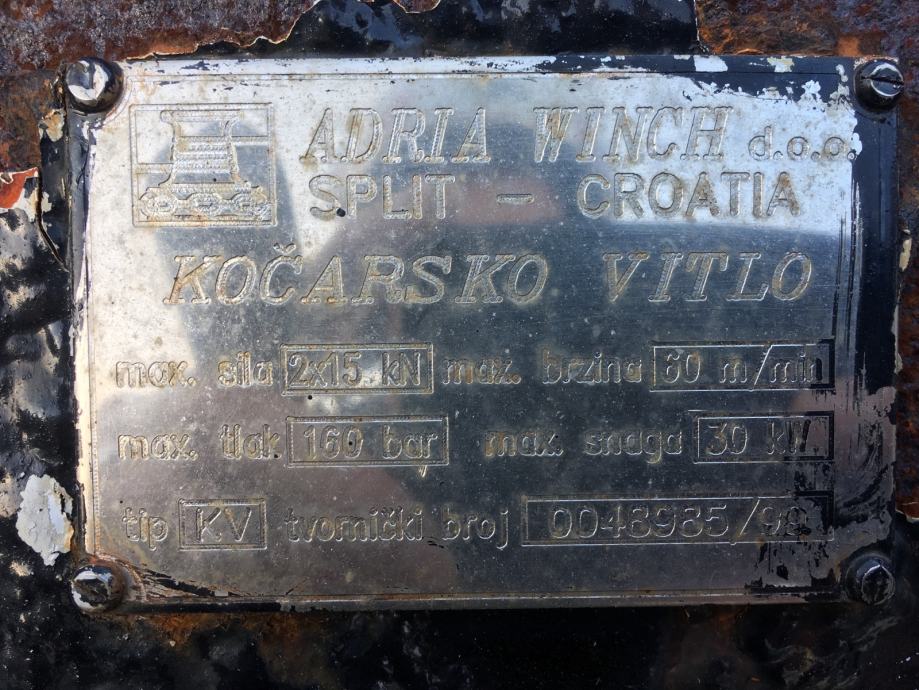 ADRIA WINCH d.o.o.
SPLIT - CROATIA
KOČARSKO VITLO
max. sila 2x15 kN max. brzina 60 m/min
max. tlak 160 bar max. snaga 30 kW
tip KV tvornički broj 0048985/99